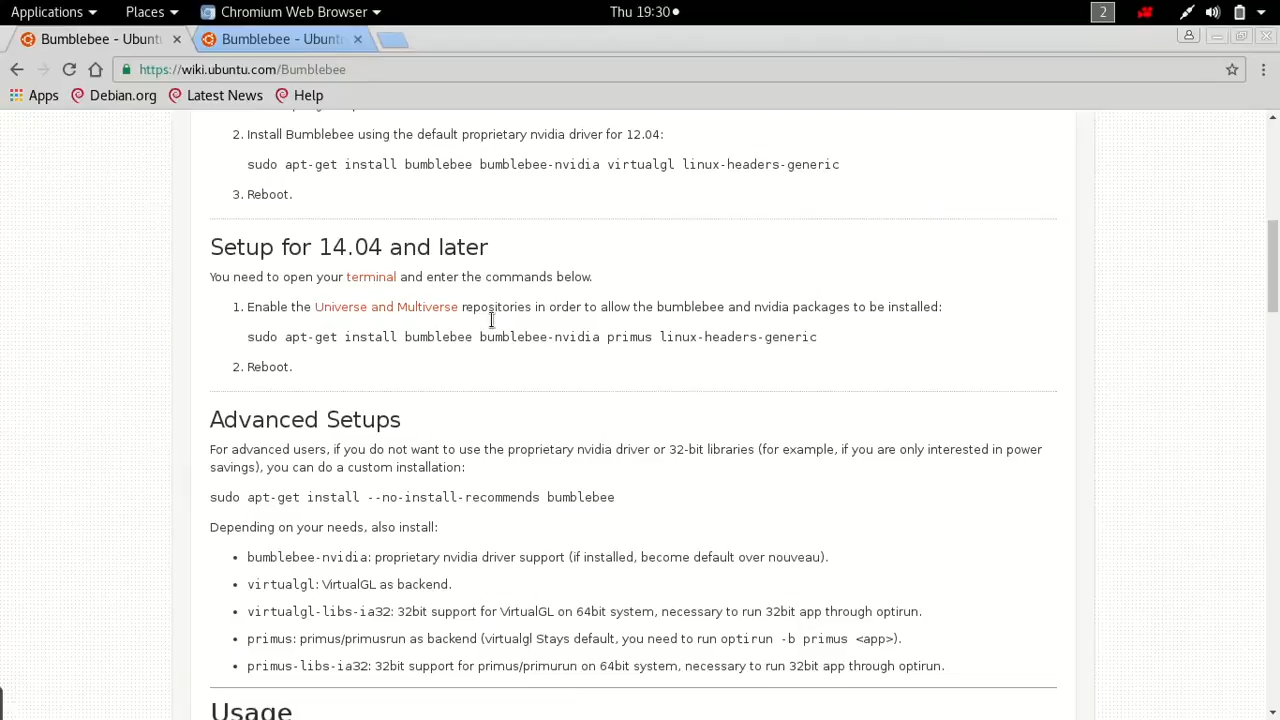 Applications Places Chromium Web Browser Thu 19:30 2
Bumblebee - Ubunt Bumblebee - Ubunt
https://wiki.ubuntu.com/Bumblebee
Apps Debian.org Latest News Help
2. Install Bumblebee using the default proprietary nvidia driver for 12.04:
sudo apt-get install bumblebee bumblebee-nvidia virtualgl linux-headers-generic
3. Reboot.
Setup for 14.04 and later
You need to open your terminal and enter the commands below.
1. Enable the Universe and Multiverse repositories in order to allow the bumblebee and nvidia packages to be installed:
sudo apt-get install bumblebee bumblebee-nvidia primus linux-headers-generic
2. Reboot.
Advanced Setups
For advanced users, if you do not want to use the proprietary nvidia driver or 32-bit libraries (for example, if you are only interested in power
savings), you can do a custom installation:
sudo apt-get install --no-install-recommends bumblebee
Depending on your needs, also install:
• bumblebee-nvidia: proprietary nvidia driver support (if installed, become default over nouveau).
• virtualgl: VirtualGL as backend.
• virtualgl-libs-ia32: 32bit support for VirtualGL on 64bit system, necessary to run 32bit app through optirun.
• primus: primus/primusrun as backend (virtualgl Stays default, you need to run optirun -b primus <app>).
• primus-libs-ia32: 32bit support for primus/primurun on 64bit system, necessary to run 32bit app through optirun.
Usage